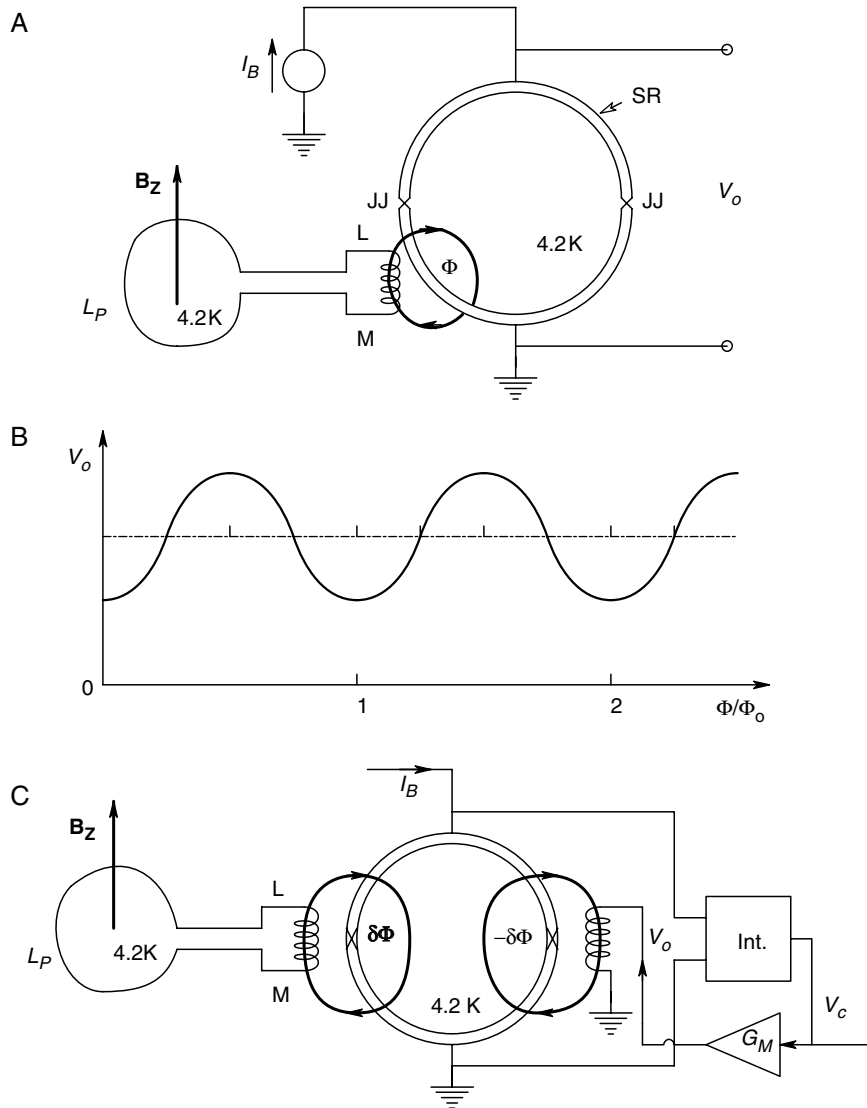 A
I_B
SR
B_Z
JJ
JJ
V_o
L
Φ
4.2K
L_P
4.2K
M
B
V_o
0
1
2
Φ/Φ_o
C
I_B
B_Z
L
δΦ
−δΦ
V_o
Int.
4.2K
L_P
M
4.2 K
V_c
G_M